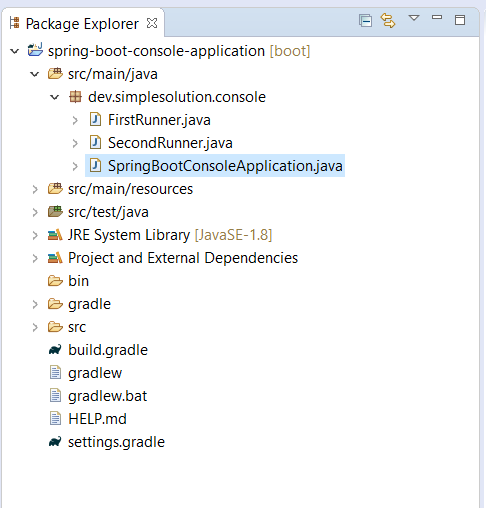 Package Explorer
spring-boot-console-application [boot]
src/main/java
dev.simplesolution.console
FirstRunner.java
SecondRunner.java
SpringBootConsoleApplication.java
src/main/resources
src/test/java
JRE System Library [JavaSE-1.8]
Project and External Dependencies
bin
gradle
src
build.gradle
gradlew
gradlew.bat
HELP.md
settings.gradle